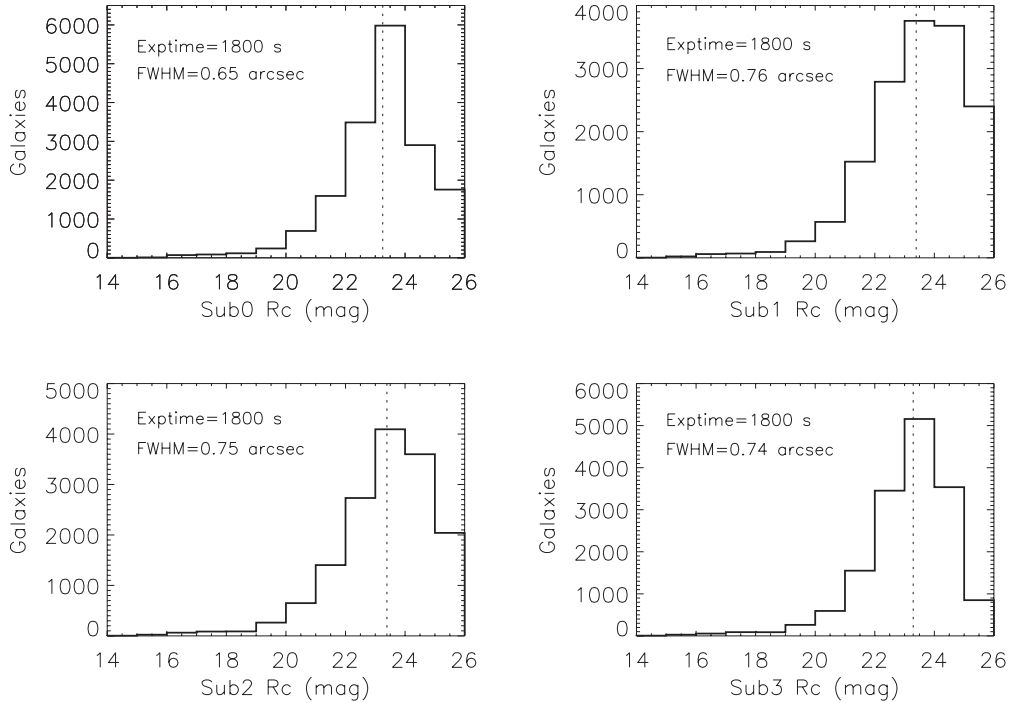 Galaxies
6000
5000
4000
3000
2000
1000
0
Exptime=1800 s
FWHM=0.65 arcsec
14 16 18 20 22 24 26
Sub0 Rc (mag)
Galaxies
4000
3000
2000
1000
0
Exptime=1800 s
FWHM=0.76 arcsec
14 16 18 20 22 24 26
Sub1 Rc (mag)
Galaxies
5000
4000
3000
2000
1000
0
Exptime=1800 s
FWHM=0.75 arcsec
14 16 18 20 22 24 26
Sub2 Rc (mag)
Galaxies
6000
5000
4000
3000
2000
1000
0
Exptime=1800 s
FWHM=0.74 arcsec
14 16 18 20 22 24 26
Sub3 Rc (mag)